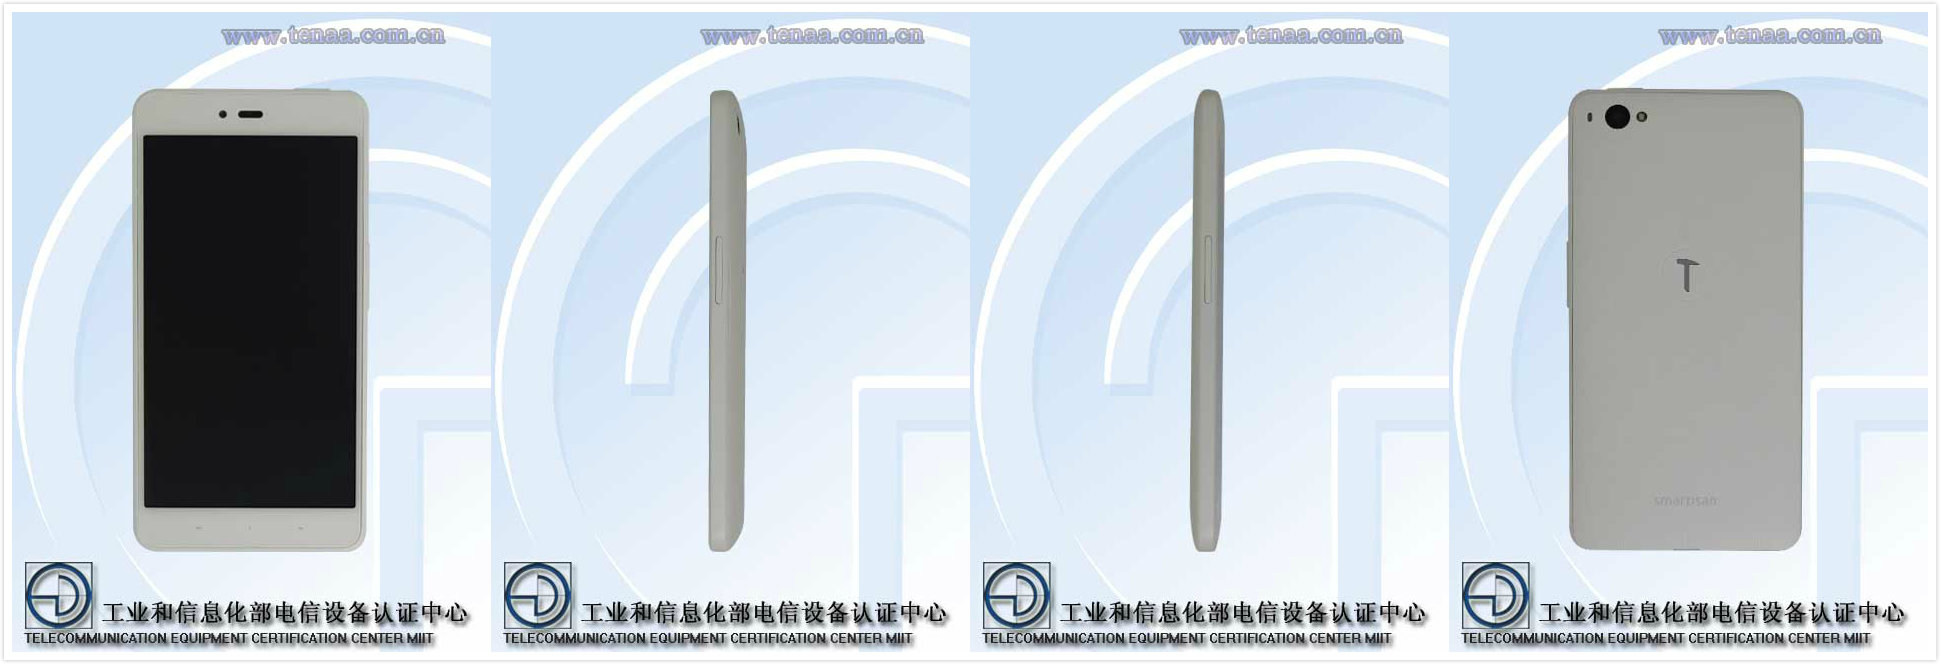 www.tenaa.com.cn
工业和信息化部电信设备认证中心
TELECOMMUNICATION EQUIPMENT CERTIFICATION CENTER MIIT
www.tenaa.com.cn
工业和信息化部电信设备认证中心
TELECOMMUNICATION EQUIPMENT CERTIFICATION CENTER MIIT
www.tenaa.com.cn
工业和信息化部电信设备认证中心
TELECOMMUNICATION EQUIPMENT CERTIFICATION CENTER MIIT
www.tenaa.com.cn
T
smartisan
工业和信息化部电信设备认证中心
TELECOMMUNICATION EQUIPMENT CERTIFICATION CENTER MIIT